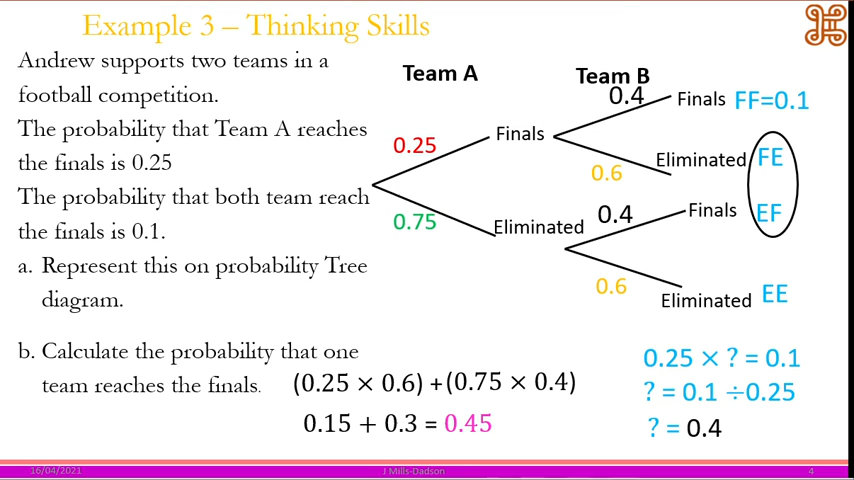 Example 3 – Thinking Skills
Andrew supports two teams in a
football competition.
The probability that Team A reaches
the finals is 0.25
The probability that both team reach
the finals is 0.1.
a. Represent this on probability Tree
diagram.
b. Calculate the probability that one
team reaches the finals.
Team A
Team B
0.25
Finals
0.75
Eliminated
0.4
Finals
FF=0.1
0.6
Eliminated
FE
0.4
Finals
EF
0.6
Eliminated
EE
(0.25 × 0.6) +(0.75 × 0.4)
0.15 + 0.3 = 0.45
0.25 × ? = 0.1
? = 0.1 ÷0.25
? = 0.4
16/04/2021
J Mills-Dadson
4